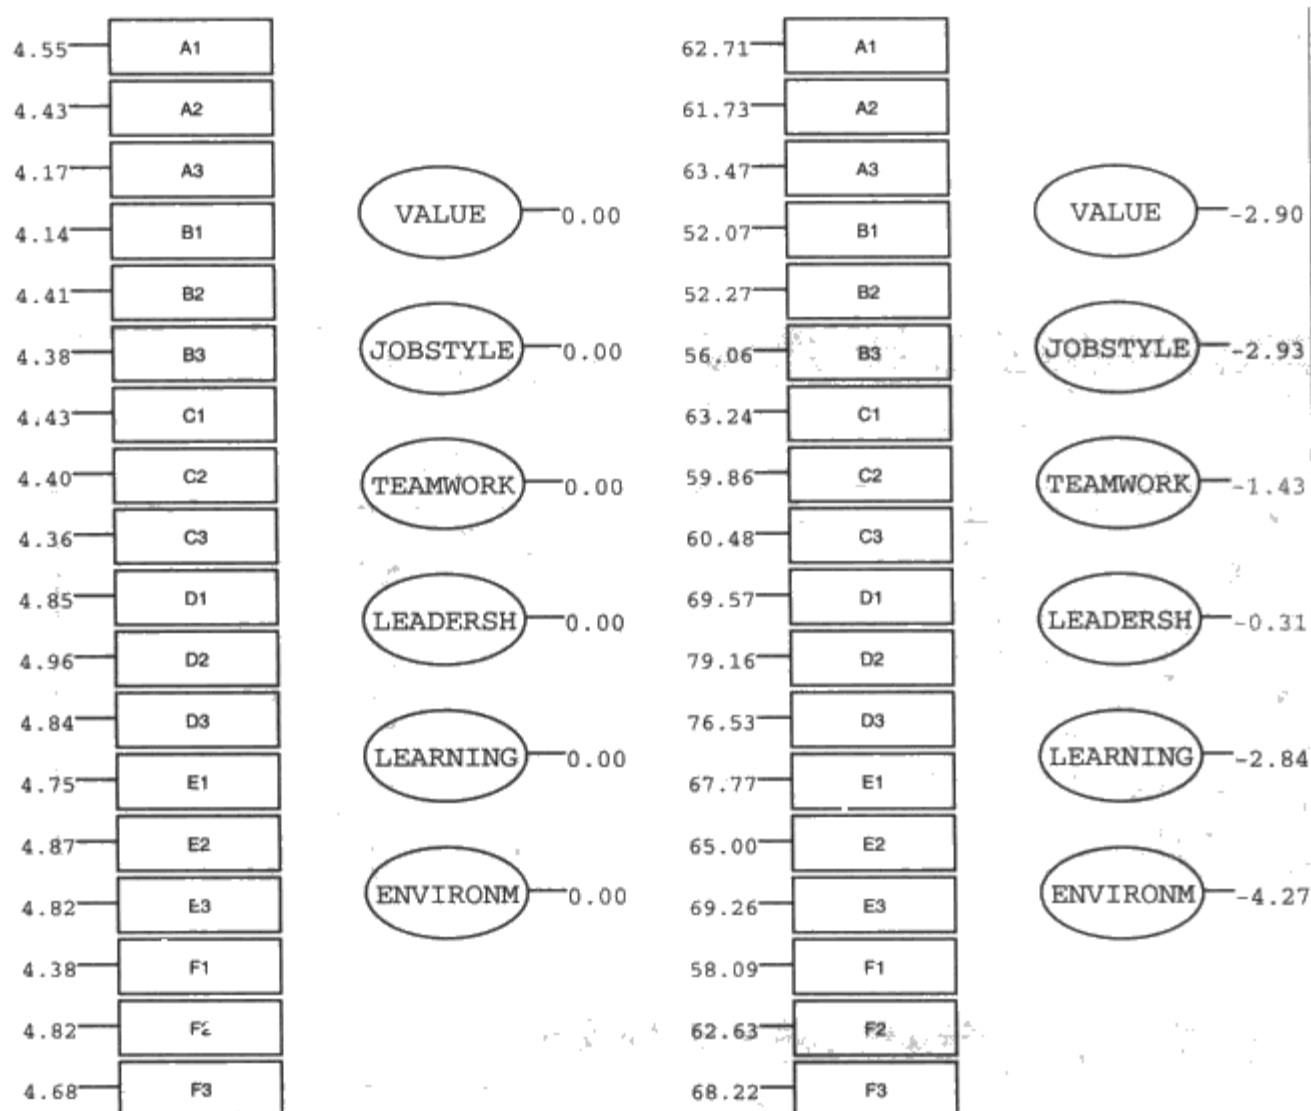 4.55 A1
4.43 A2
4.17 A3
4.14 B1
4.41 B2
4.38 B3
4.43 C1
4.40 C2
4.36 C3
4.85 D1
4.96 D2
4.84 D3
4.75 E1
4.87 E2
4.82 E3
4.38 F1
4.82 F2
4.68 F3
VALUE 0.00
JOBSTYLE 0.00
TEAMWORK 0.00
LEADERSH 0.00
LEARNING 0.00
ENVIRONM 0.00
62.71 A1
61.73 A2
63.47 A3
52.07 B1
52.27 B2
56.06 B3
63.24 C1
59.86 C2
60.48 C3
69.57 D1
79.16 D2
76.53 D3
67.77 E1
65.00 E2
69.26 E3
58.09 F1
62.63 F2
68.22 F3
VALUE -2.90
JOBSTYLE -2.93
TEAMWORK -1.43
LEADERSH -0.31
LEARNING -2.84
ENVIRONM -4.27